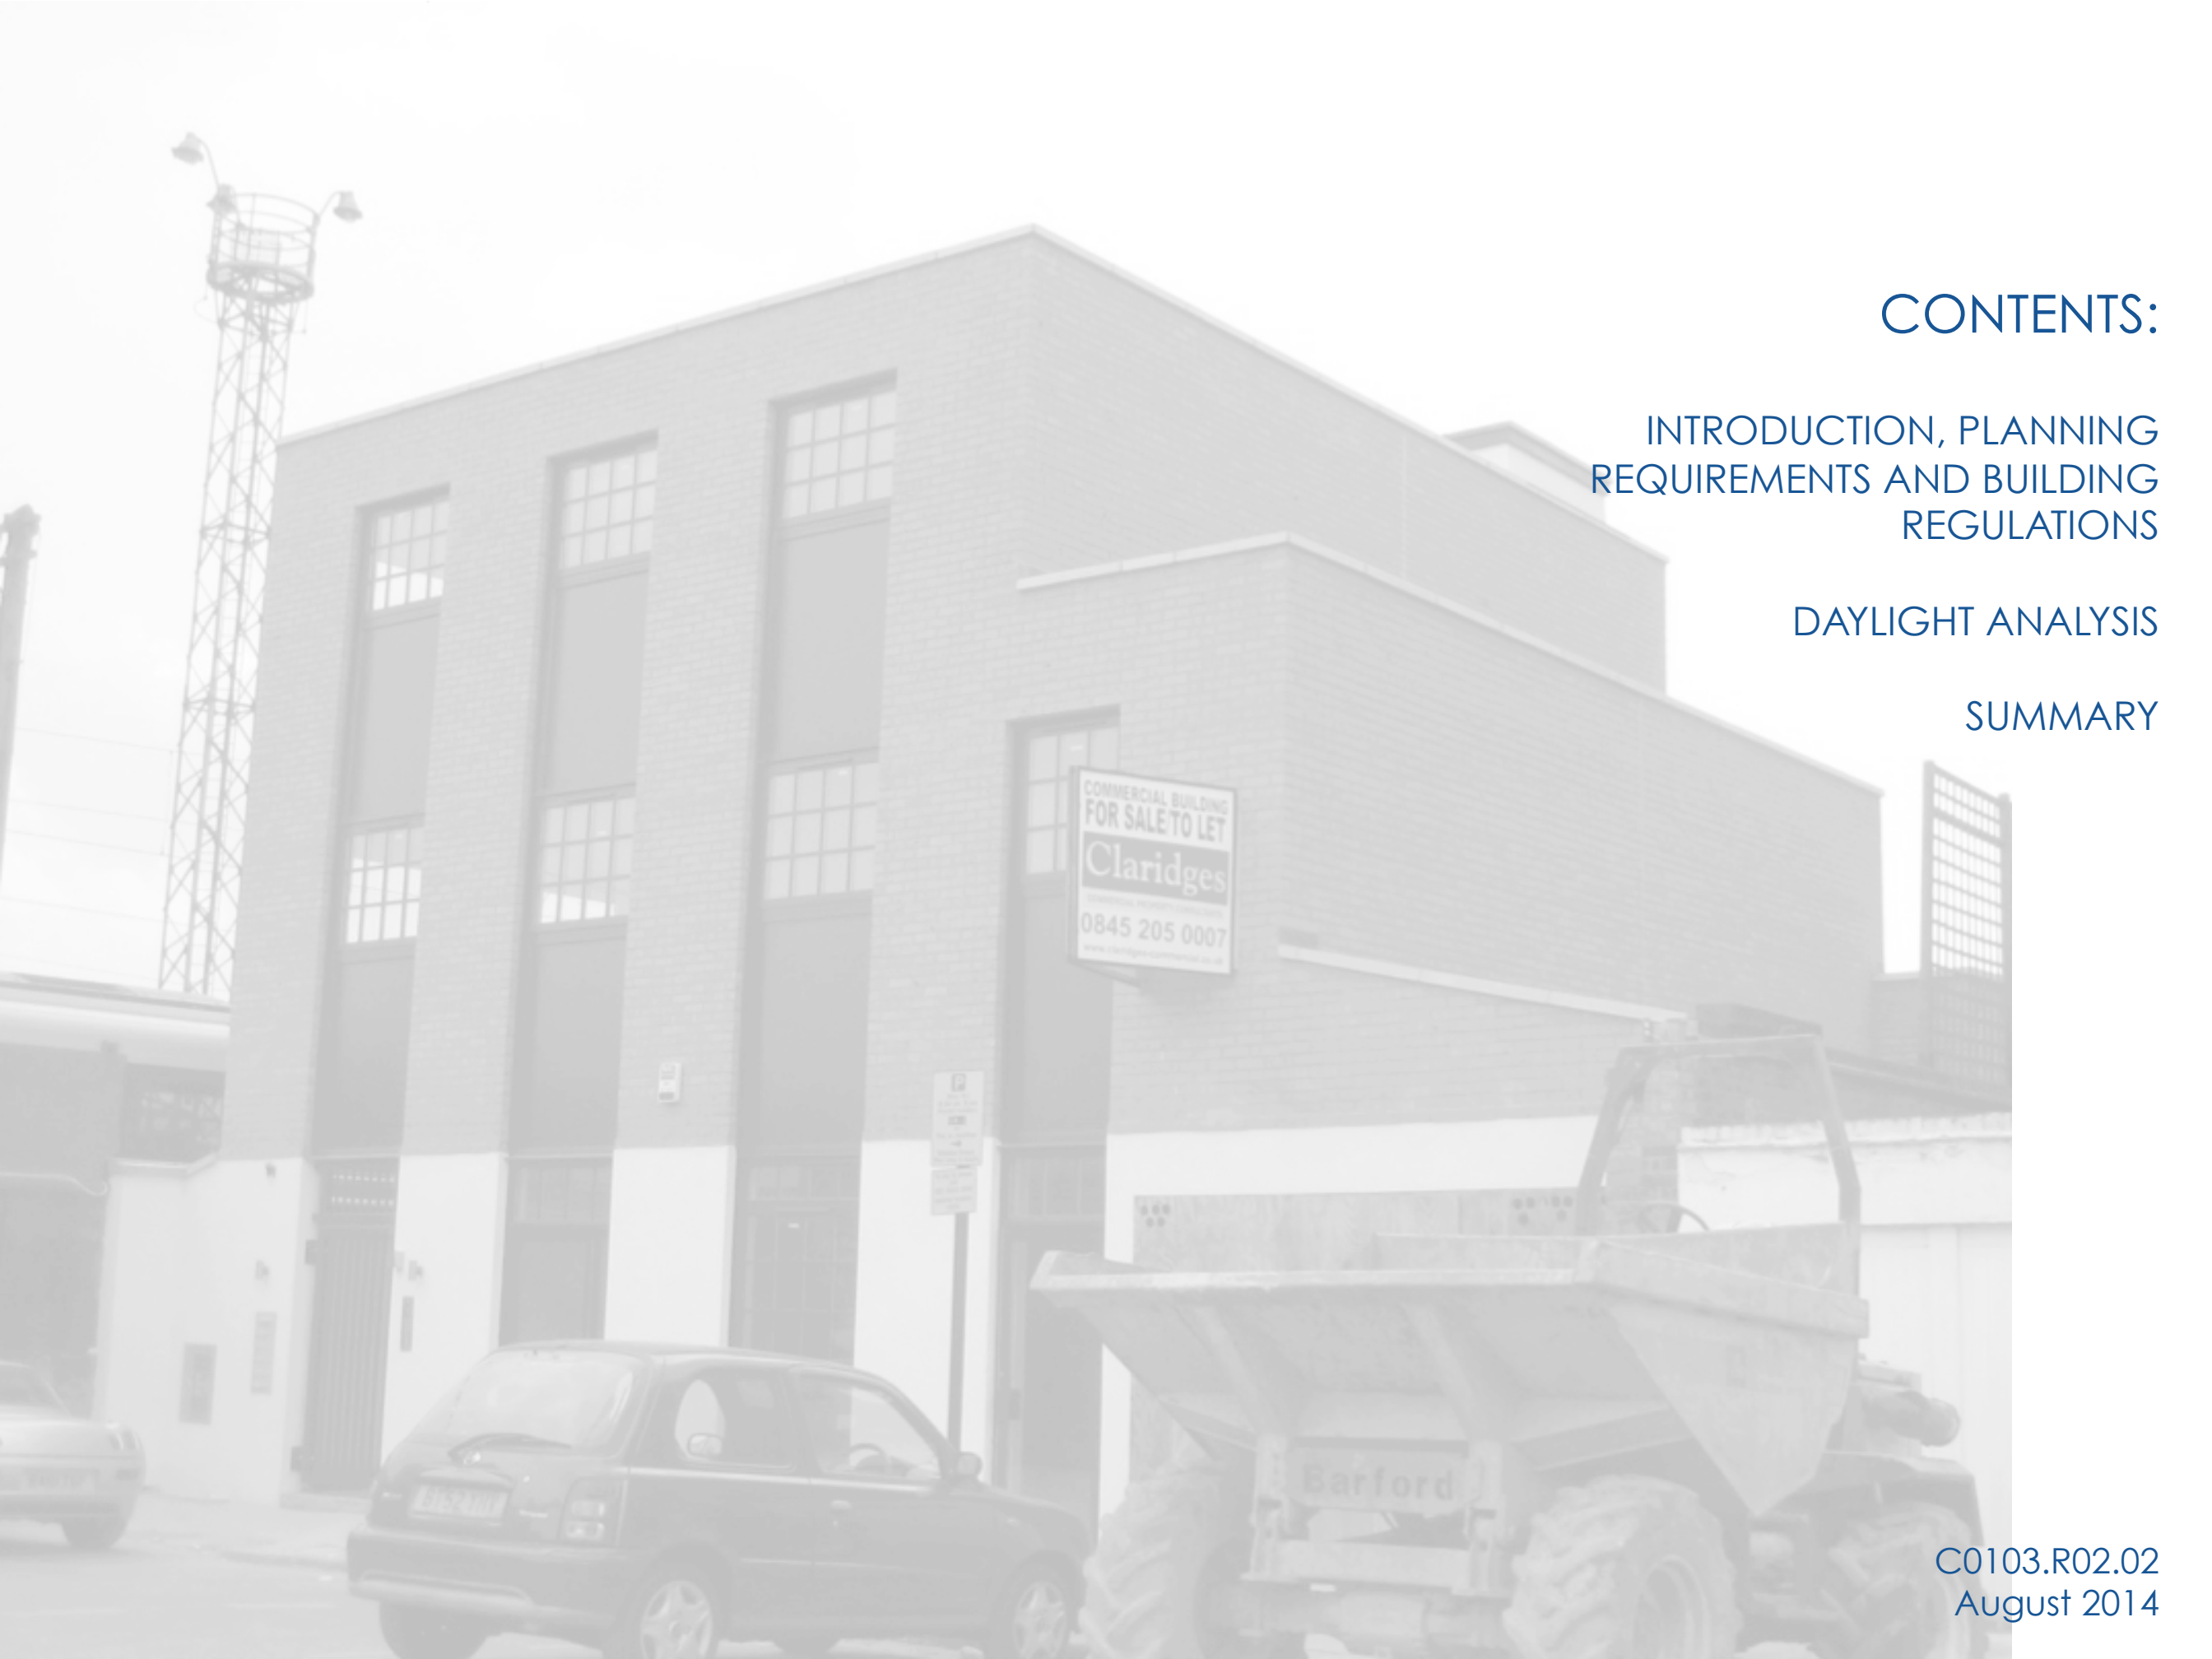 CONTENTS:
INTRODUCTION, PLANNING
REQUIREMENTS AND BUILDING
REGULATIONS
DAYLIGHT ANALYSIS
SUMMARY
COMMERCIAL BUILDING
FOR SALE/TO LET
Claridges
0845 205 0007
P
Barford
C0103.R02.02
August 2014